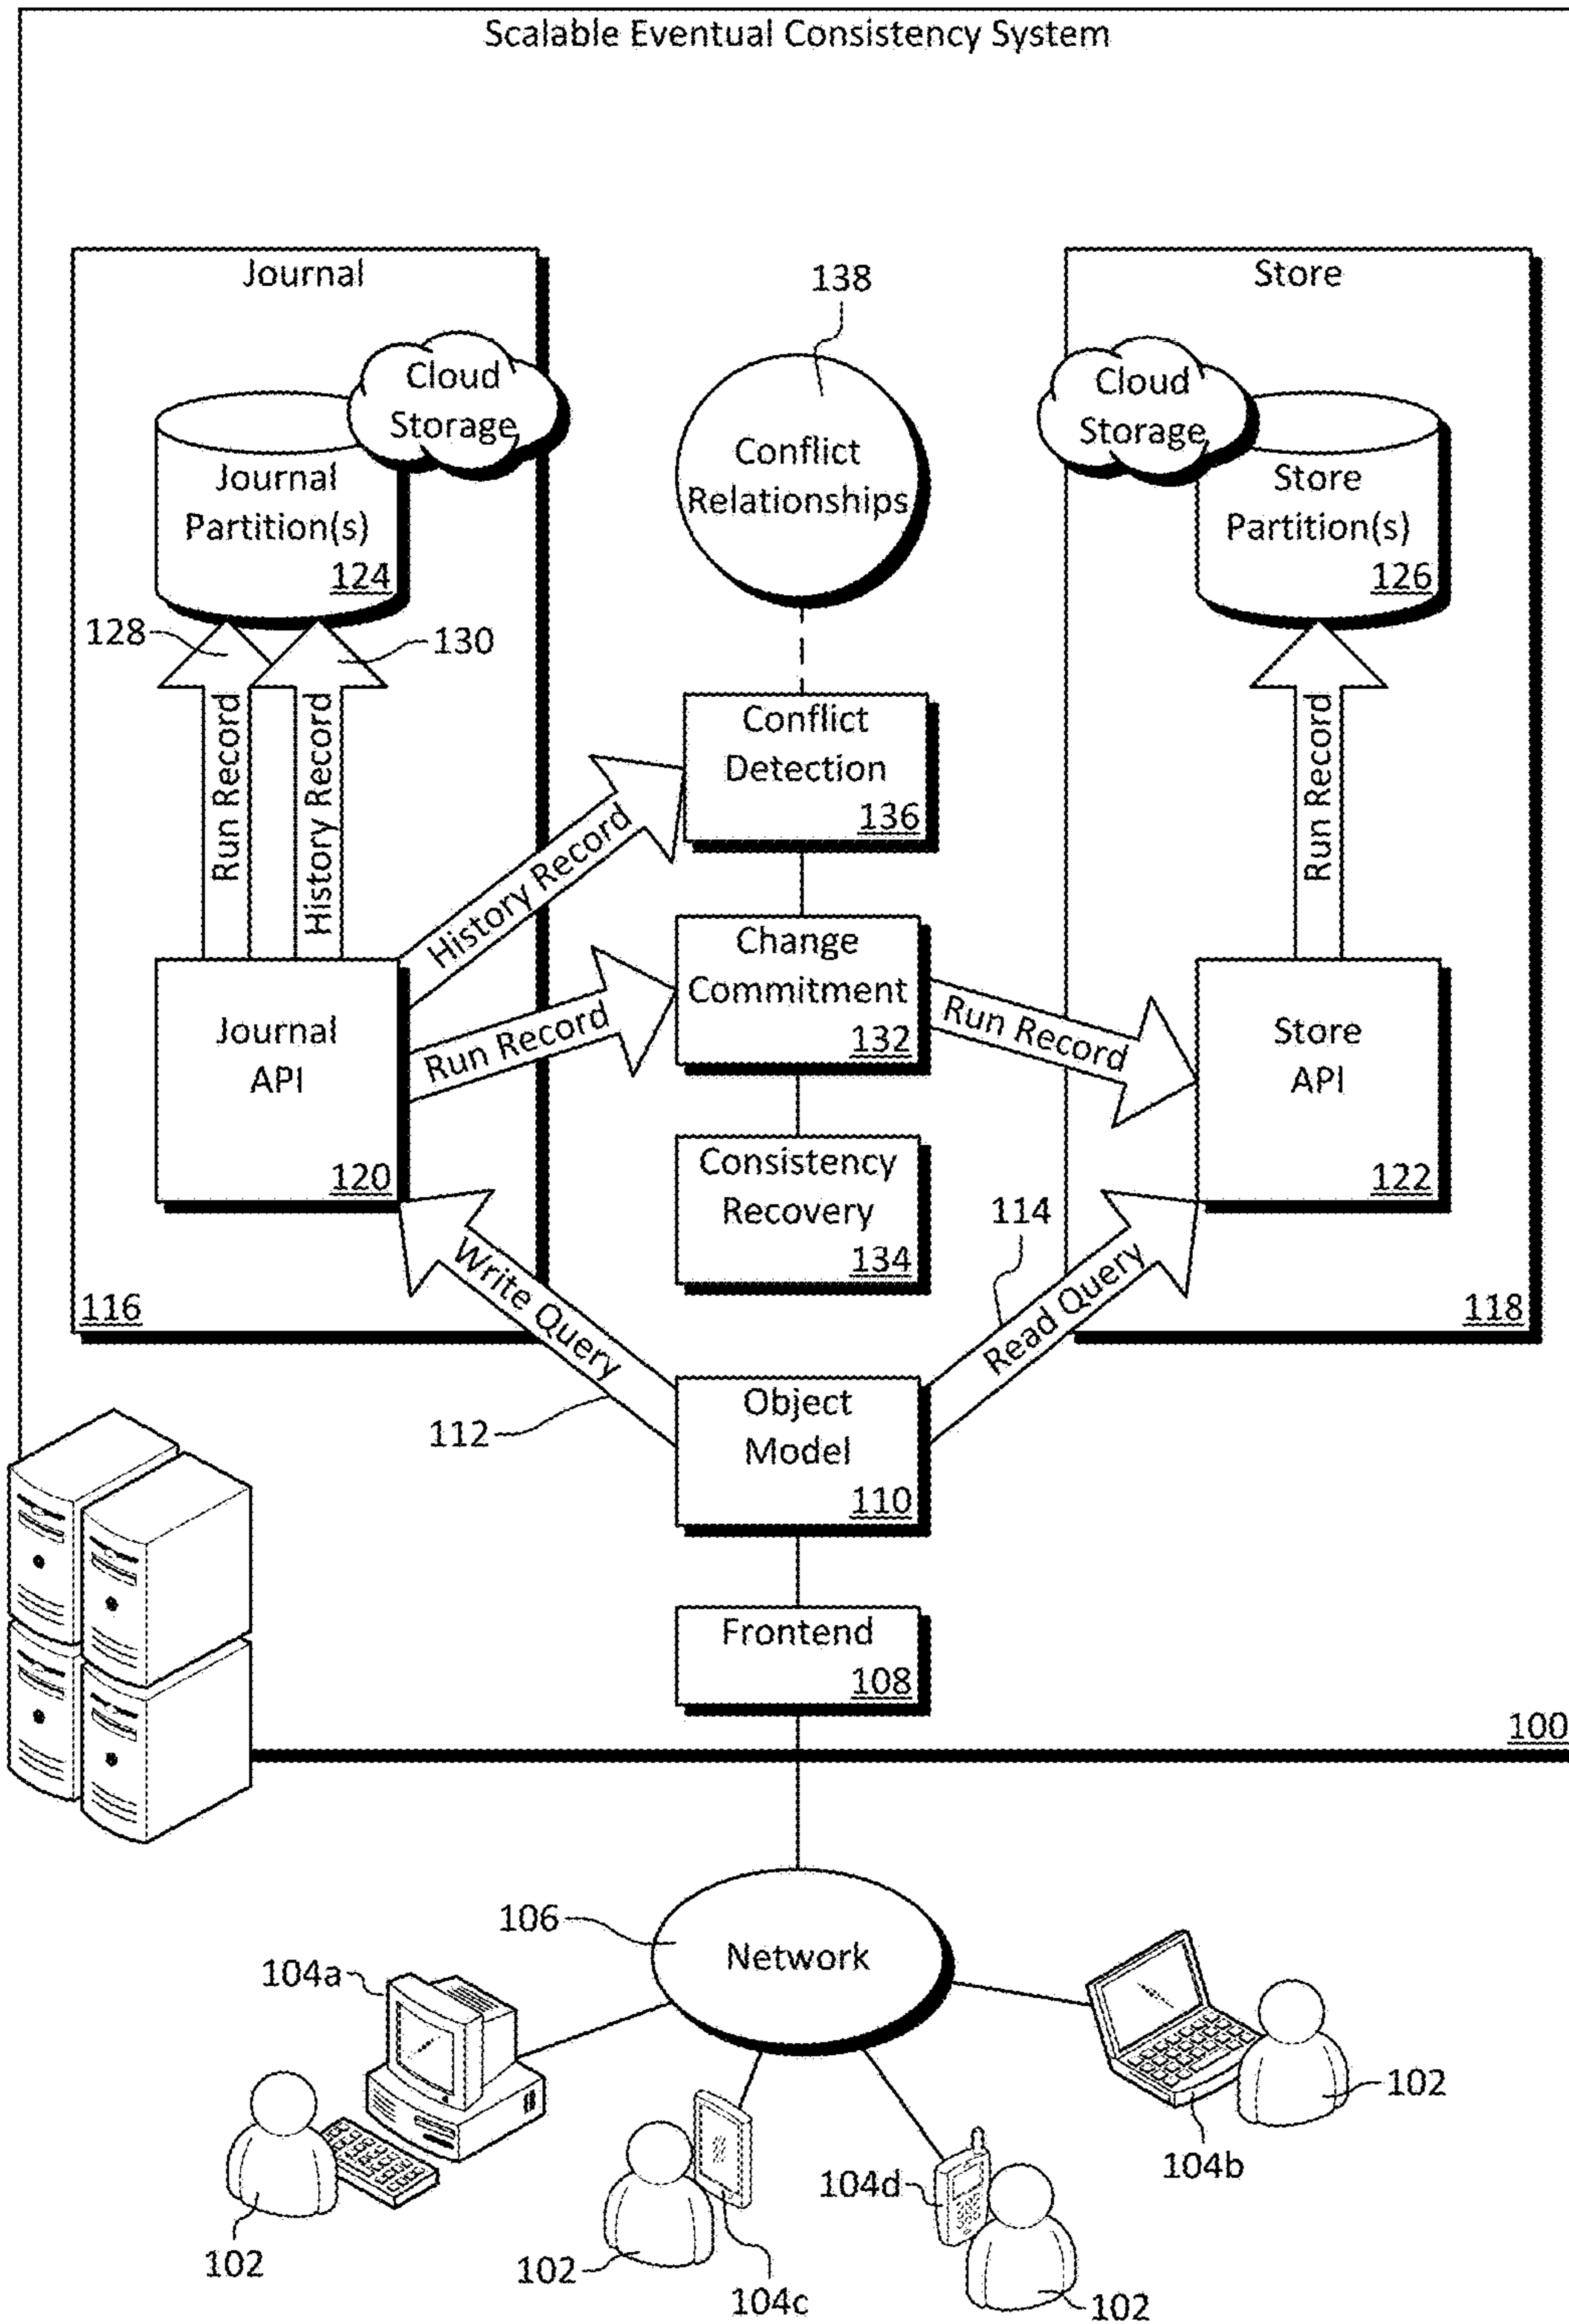 Scalable Eventual Consistency System
Journal
Cloud
Storage
Journal
Partition(s)
124
128
130
Run Record
History Record
Journal
API
120
116
138
Conflict
Relationships
Conflict
Detection
136
History Record
Change
Commitment
132
Run Record
Run Record
Consistency
Recovery
134
Store
Cloud
Storage
Store
Partition(s)
126
Run Record
Store
API
122
118
114
Write Query
Read Query
112
Object
Model
110
Frontend
108
100
106
Network
104a
102
102
104c
104d
102
104b
102